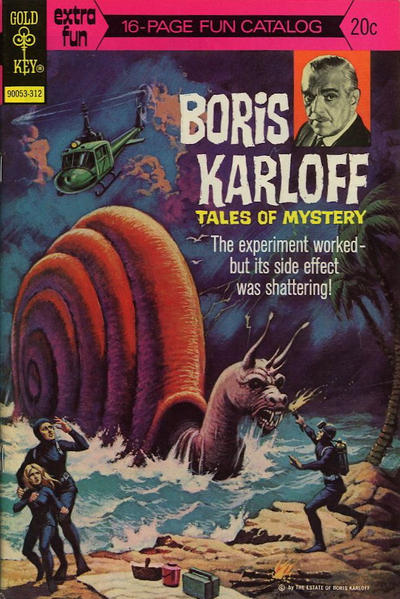 GOLD
KEY®
90053-312
extra
fun
16-PAGE FUN CATALOG
20c
BORIS
KARLOFF
TALES OF MYSTERY
The experiment worked-
but its side effect
was shattering!
© by THE ESTATE OF BORIS KARLOFF